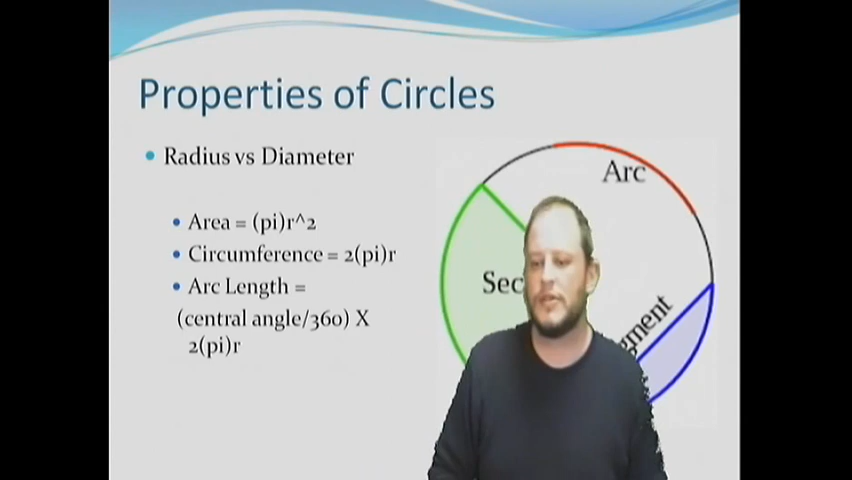 Properties of Circles
Radius vs Diameter
Area = (pi)r^2
Circumference = 2(pi)r
Arc Length =
(central angle/360) X
2(pi)r
Arc
Sec
gment